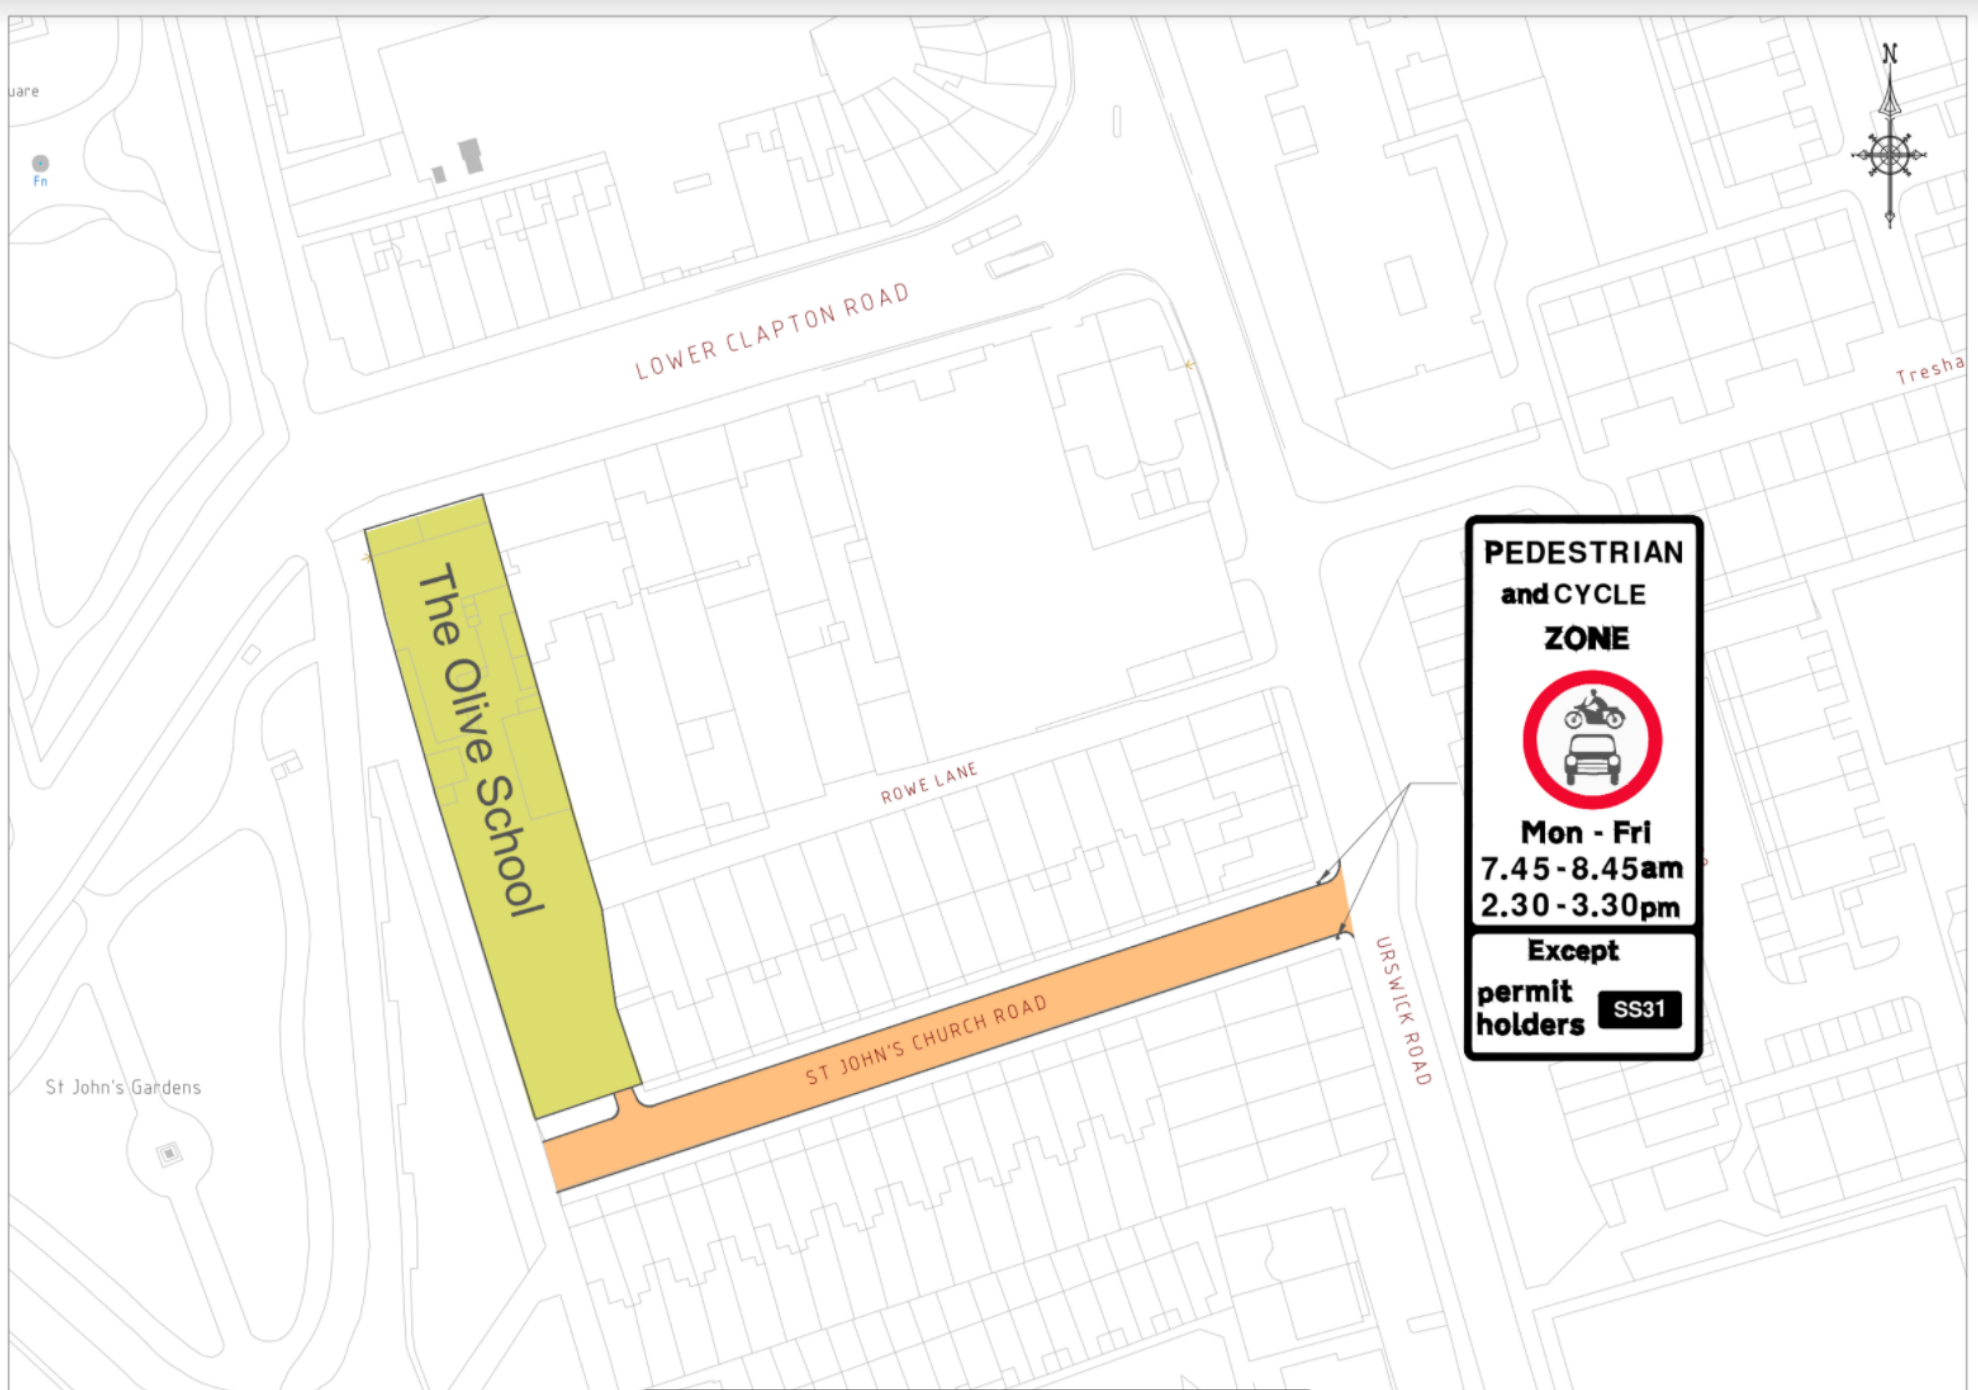 N
uare
Fn
LOWER CLAPTON ROAD
Tresha
The Olive School
PEDESTRIAN
and CYCLE
ZONE
Mon - Fri
7.45-8.45am
2.30-3.30pm
Except
permit
holders
SS31
ROWE LANE
ST JOHN'S CHURCH ROAD
URSWICK ROAD
St John's Gardens